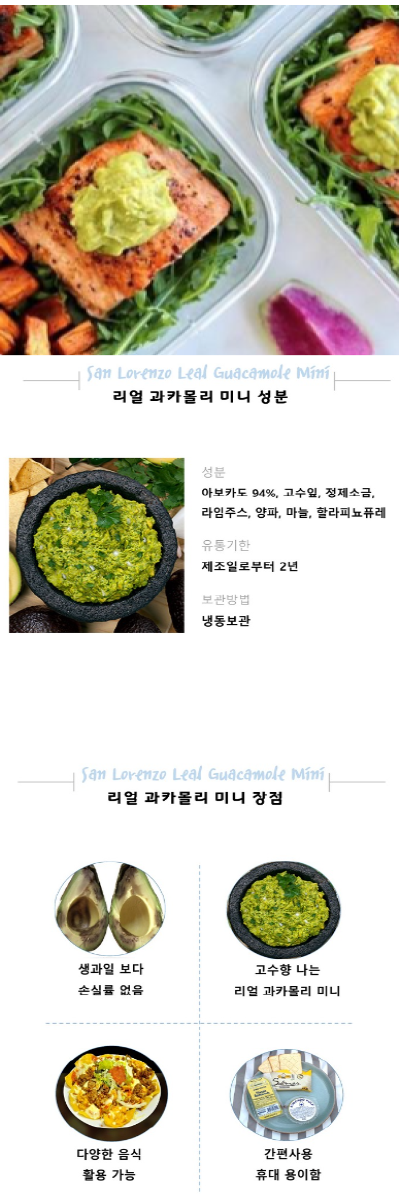 San Lorenzo Leal Guacamole Mini
리얼 과카몰리 미니 성분
성분
아보카도 94%, 고수잎, 정제소금,
라임주스, 양파, 마늘, 할라피뇨퓨레
유통기한
제조일로부터 2년
보관방법
냉동보관
San Lorenzo Leal Guacamole Mini
리얼 과카몰리 미니 장점
생과일 보다
손실률 없음
고수향 나는
리얼 과카몰리 미니
다양한 음식
활용 가능
간편사용
휴대 용이함